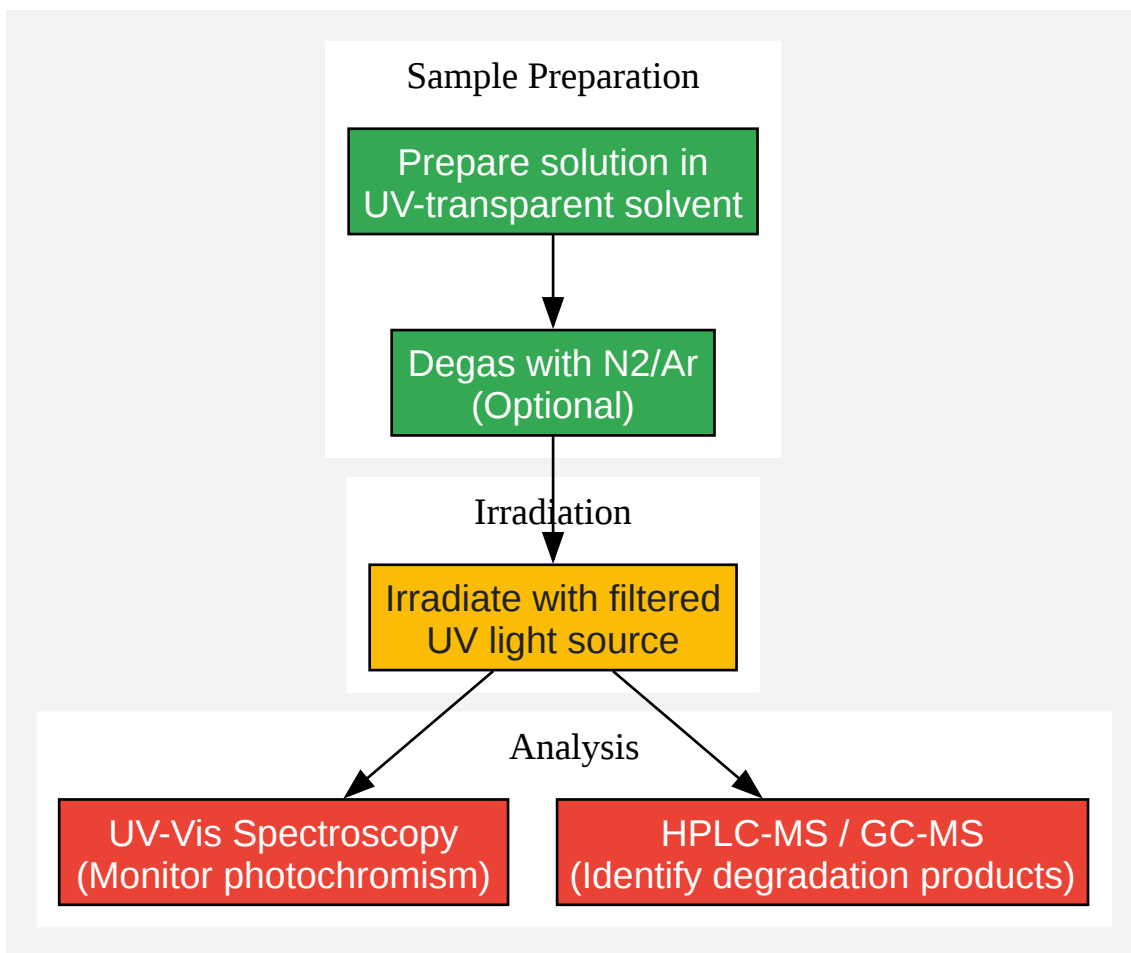 Sample Preparation
Prepare solution in
UV-transparent solvent
Degas with N2/Ar
(Optional)
Irradiation
Irradiate with filtered
UV light source
Analysis
UV-Vis Spectroscopy
(Monitor photochromism)
HPLC-MS / GC-MS
(Identify degradation products)